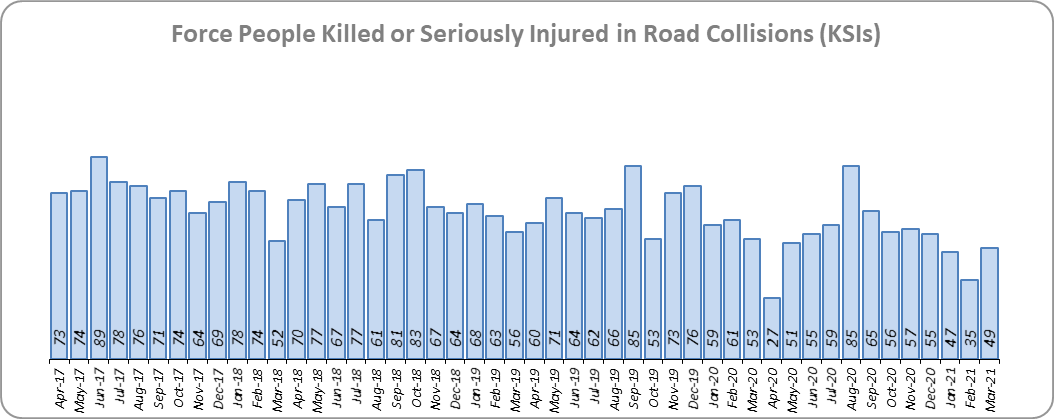 Force People Killed or Seriously Injured in Road Collisions (KSIs)
73 74 89 78 76 71 74 64 69 78 74 52 70 77 67 77 61 81 83 67 64 68 63 56 60 71 64 62 66 85 53 73 76 59 61 53 27 51 55 59 85 65 56 57 55 47 35 49
Apr-17 May-17 Jun-17 Jul-17 Aug-17 Sep-17 Oct-17 Nov-17 Dec-17 Jan-18 Feb-18 Mar-18 Apr-18 May-18 Jun-18 Jul-18 Aug-18 Sep-18 Oct-18 Nov-18 Dec-18 Jan-19 Feb-19 Mar-19 Apr-19 May-19 Jun-19 Jul-19 Aug-19 Sep-19 Oct-19 Nov-19 Dec-19 Jan-20 Feb-20 Mar-20 Apr-20 May-20 Jun-20 Jul-20 Aug-20 Sep-20 Oct-20 Nov-20 Dec-20 Jan-21 Feb-21 Mar-21